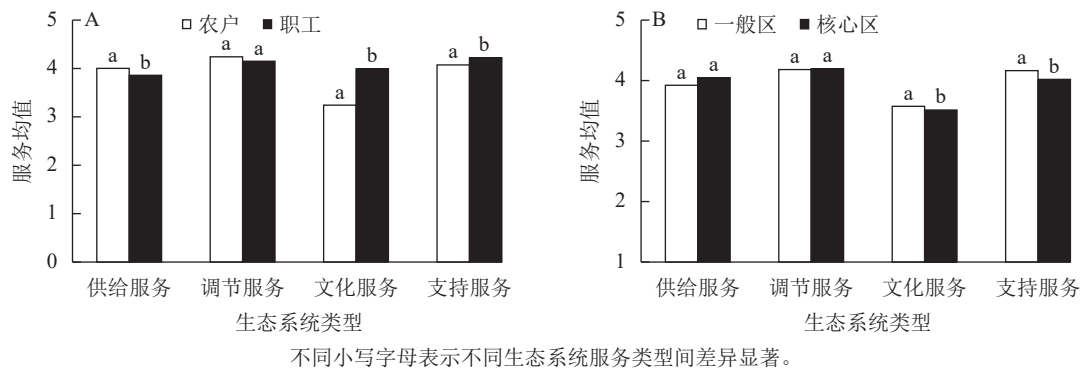 A
农户 职工
服务均值
5
4
3
2
1
0
a b a a a b a b
供给服务 调节服务 文化服务 支持服务
生态系统类型
B
一般区 核心区
服务均值
5
4
3
2
1
a a a a a b a b
供给服务 调节服务 文化服务 支持服务
生态系统类型
不同小写字母表示不同生态系统服务类型间差异显著。